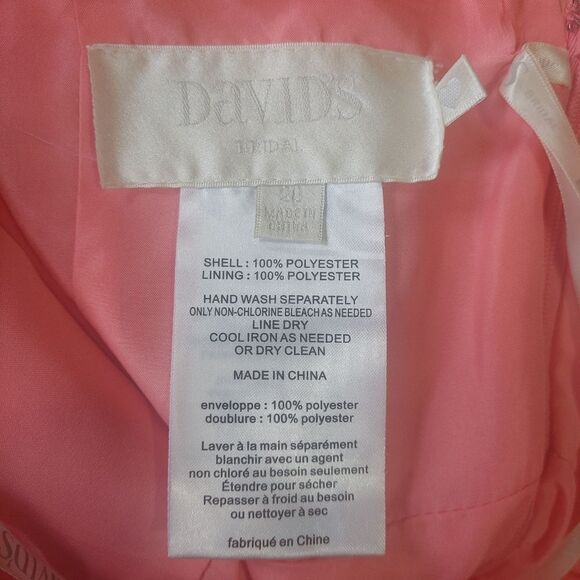 DAVID'S
BRIDAL
20
MADE IN
CHINA
SHELL : 100% POLYESTER
LINING : 100% POLYESTER
HAND WASH SEPARATELY
ONLY NON-CHLORINE BLEACH AS NEEDED
LINE DRY
COOL IRON AS NEEDED
OR DRY CLEAN
MADE IN CHINA
enveloppe : 100% polyester
doublure : 100% polyester
Laver à la main séparément
blanchir avec un agent
non chloré au besoin seulement
Étendre pour sécher
Repasser à froid au besoin
ou nettoyer à sec
fabriqué en Chine